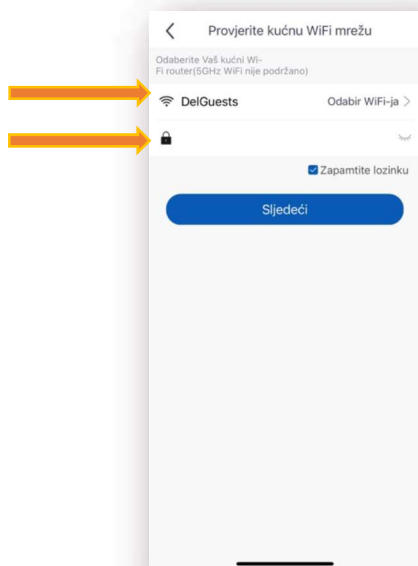 Provjerite kućnu WiFi mrežu
Odaberite Vaš kućni Wi-
Fi router(5GHz WiFi nije podržano)
DelGuests Odabir WiFi-ja >
Zapamtite lozinku
Sljedeći